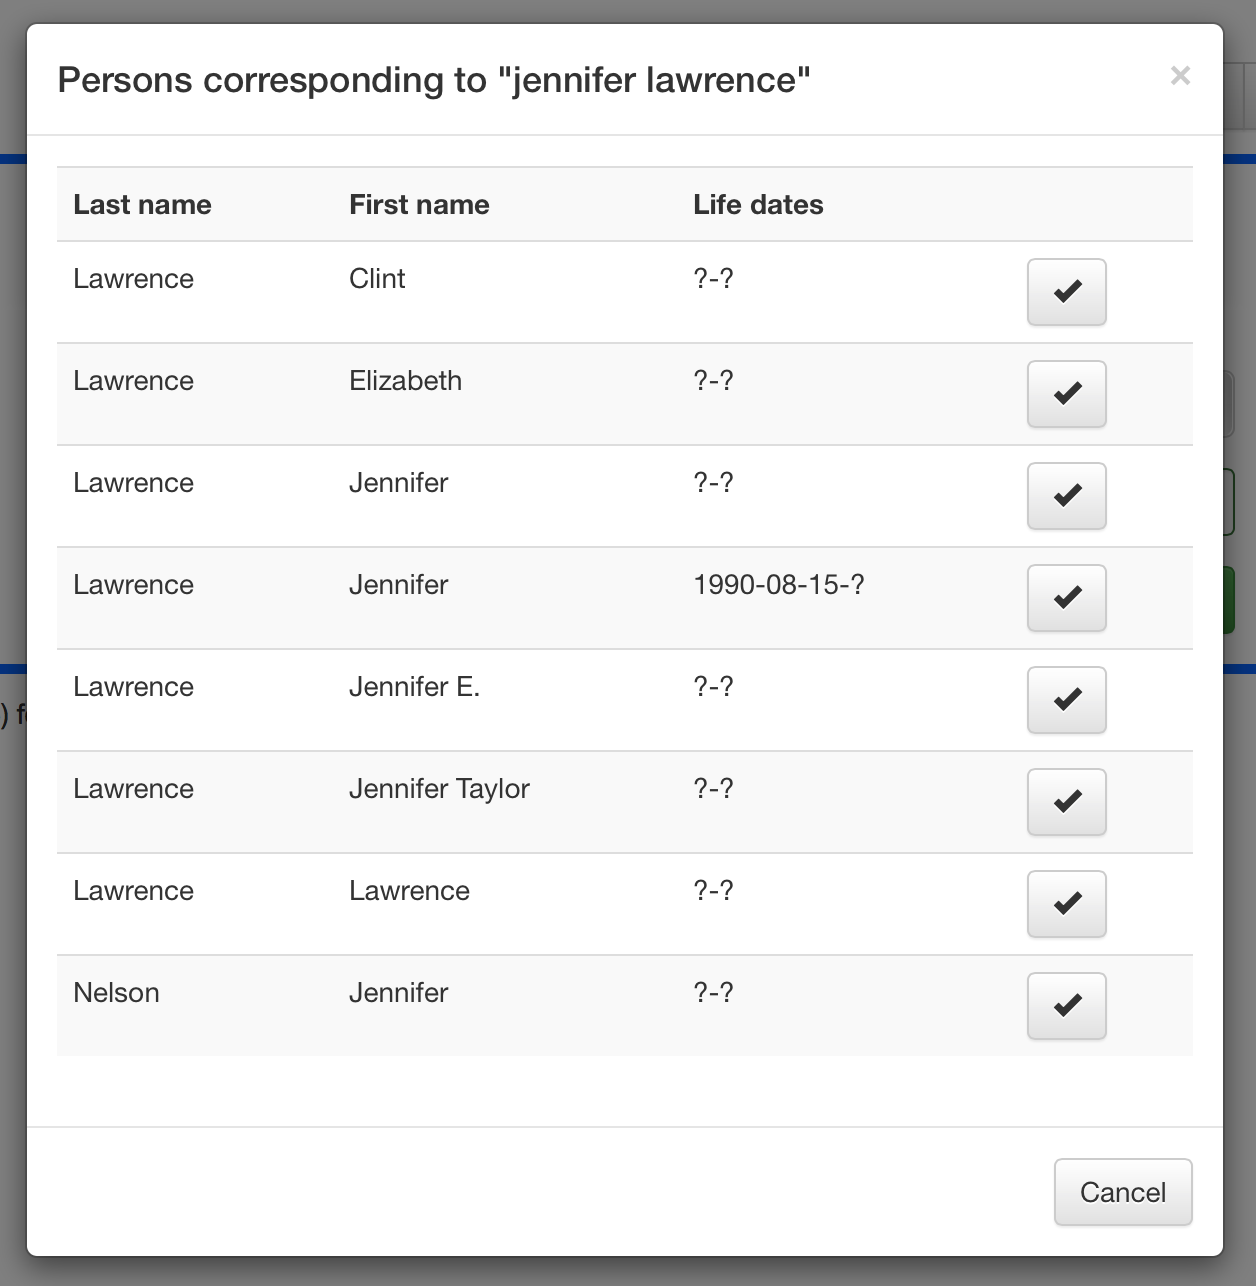 Persons corresponding to "jennifer lawrence" ×
Last name First name Life dates
Lawrence Clint ?-?
Lawrence Elizabeth ?-?
Lawrence Jennifer ?-?
Lawrence Jennifer 1990-08-15-?
Lawrence Jennifer E. ?-?
) f
Lawrence Jennifer Taylor ?-?
Lawrence Lawrence ?-?
Nelson Jennifer ?-?
Cancel